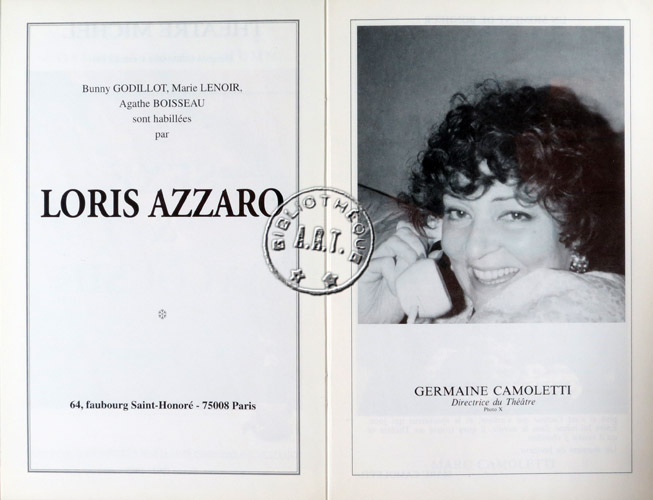 Bunny GODILLOT, Marie LENOIR,
Agathe BOISSEAU
sont habillées
par
LORIS AZZARO
64, faubourg Saint-Honoré - 75008 Paris
BIBLIOTHÈQUE
A.R.T.
GERMAINE CAMOLETTI
Directrice du Théâtre
Photo X